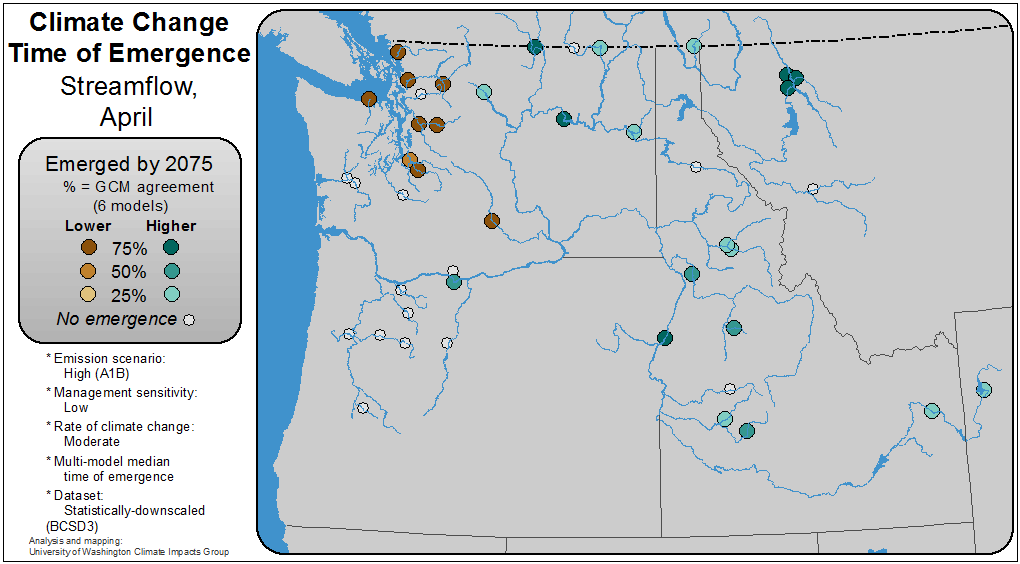 Climate Change
Time of Emergence
Streamflow,
April
Emerged by 2075
% = GCM agreement
(6 models)
Lower Higher
75%
50%
25%
No emergence
* Emission scenario:
High (A1B)
* Management sensitivity:
Low
* Rate of climate change:
Moderate
* Multi-model median
time of emergence
* Dataset:
Statistically-downscaled
(BCSD3)
Analysis and mapping:
University of Washington Climate Impacts Group